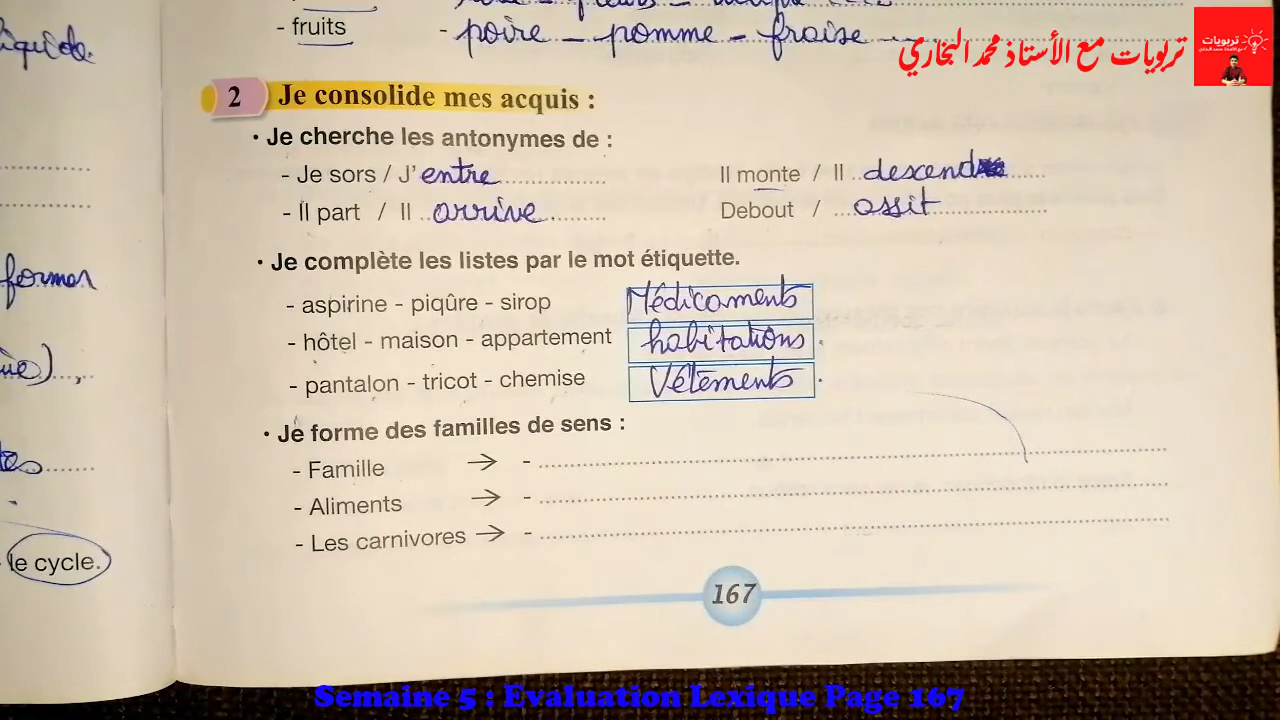 - fruits - poire - pomme - fraise
تربويات مع الأستاذ محمد البخاري
تربويات
iquide.
2 Je consolide mes acquis :
• Je cherche les antonymes de :
- Je sors / J' entre Il monte / Il descend
- Il part / Il arrive Debout / assit
former
• Je complète les listes par le mot étiquette.
- aspirine - piqûre - sirop Médicaments
- hôtel - maison - appartement habitations
- pantalon - tricot - chemise Vêtements
• Je forme des familles de sens :
- Famille → -
- Aliments → -
- Les carnivores → -
le cycle.
167
Semaine 5 : Evaluation Lexique Page 167